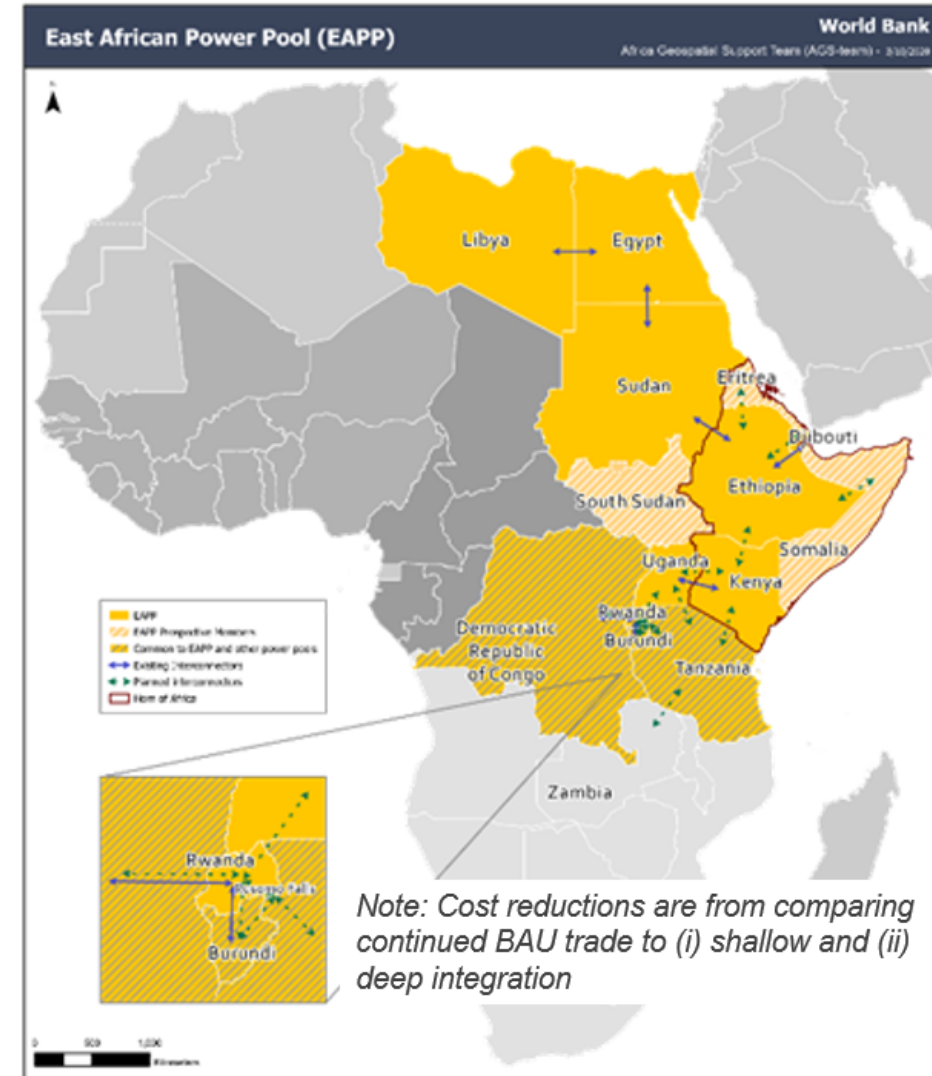 East African Power Pool (EAPP)
World Bank
Africa Geospatial Support Team (AGS-team) -
Libya
Egypt
Sudan
Eritrea
Djibouti
Ethiopia
South Sudan
Somalia
Uganda
Kenya
Rwanda
Burundi
Democratic
Republic
of Congo
Tanzania
Zambia
EAPP
EAPP Prospective Members
Common to EAPP and other power pools
Existing Interconnectors
Planned Interconnectors
Horn of Africa
Rwanda
Rusomo Falls
Burundi
Note: Cost reductions are from comparing
continued BAU trade to (i) shallow and (ii)
deep integration
0 500 1,000
Kilometers